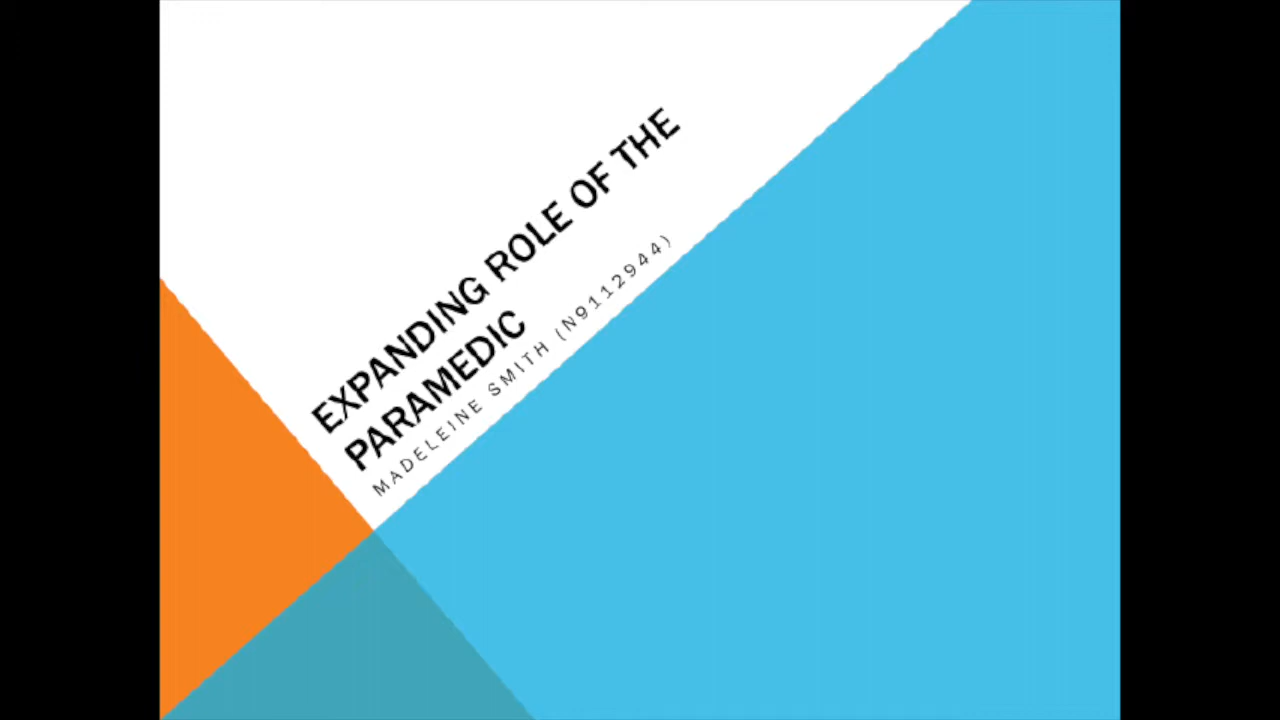 EXPANDING ROLE OF THE
PARAMEDIC
MADELEINE SMITH (N9112944)